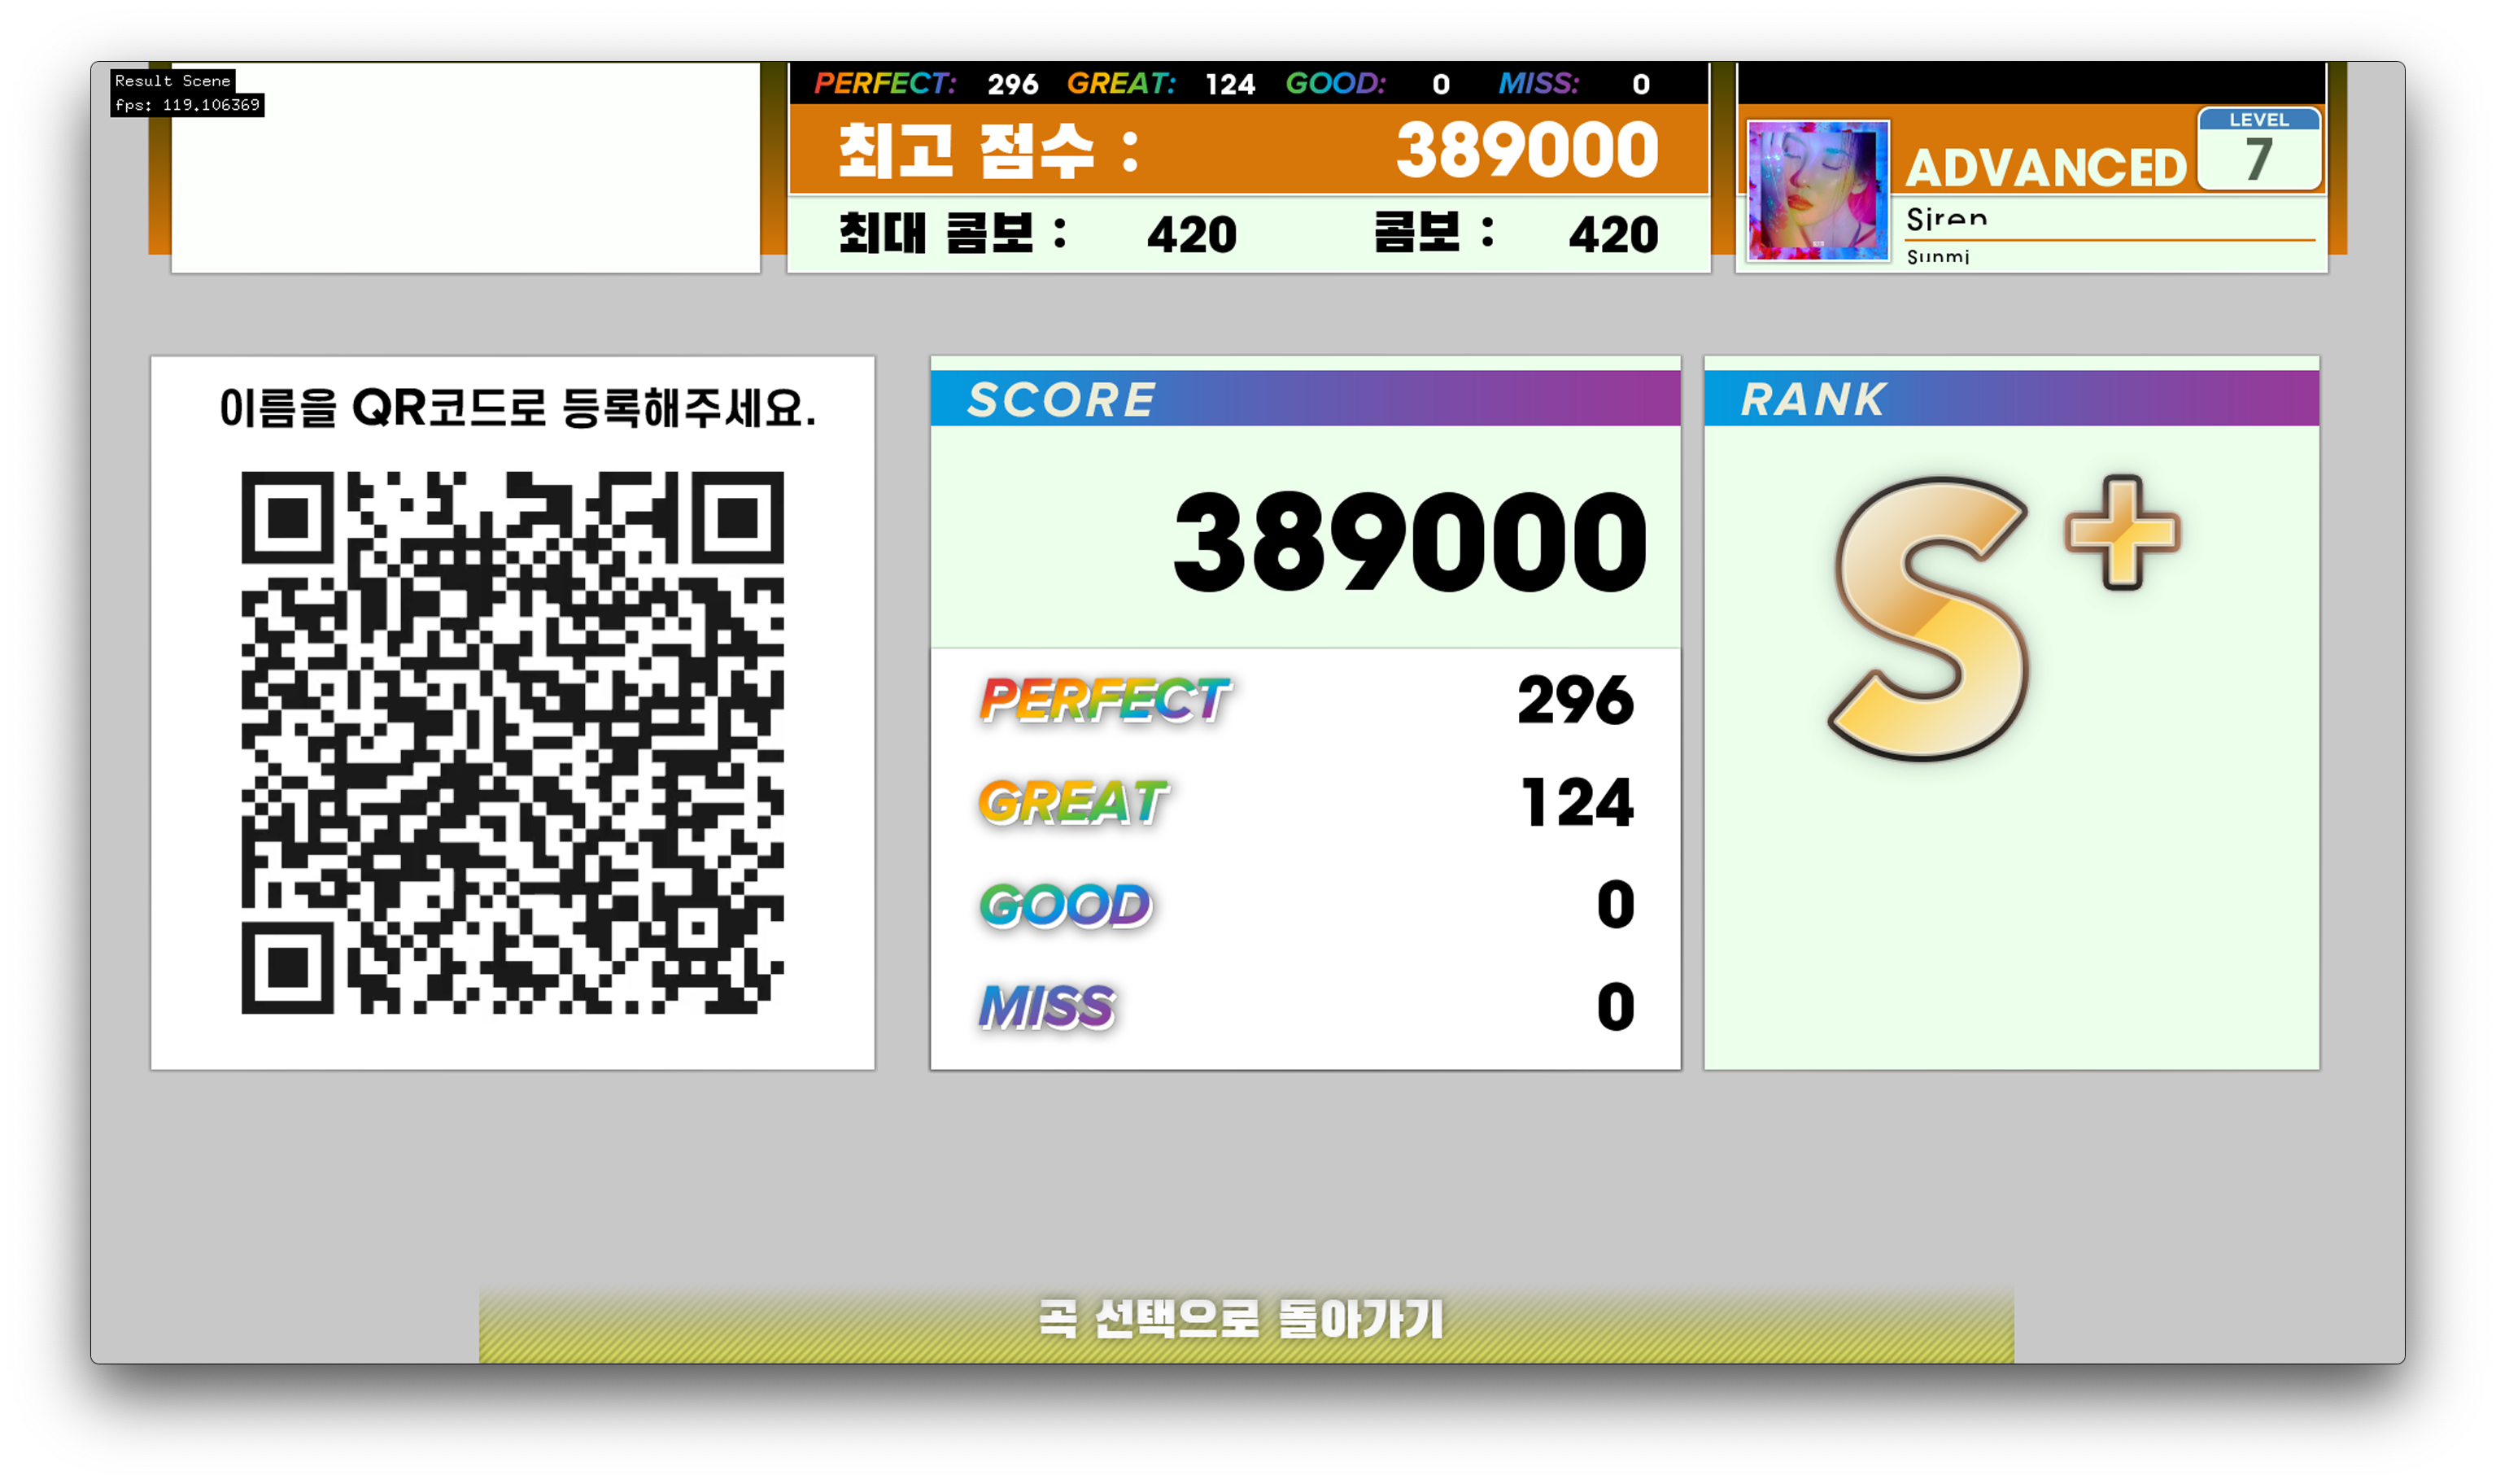 Result Scene
fps: 119.106369
PERFECT: 296 GREAT: 124 GOOD: 0 MISS: 0
최고 점수 : 389000
최대 콤보 : 420 콤보 : 420
LEVEL
7
ADVANCED
Siren
Sunmi
이름을 QR코드로 등록해주세요.
SCORE
389000
PERFECT 296
GREAT 124
GOOD 0
MISS 0
RANK
S+
곡 선택으로 돌아가기